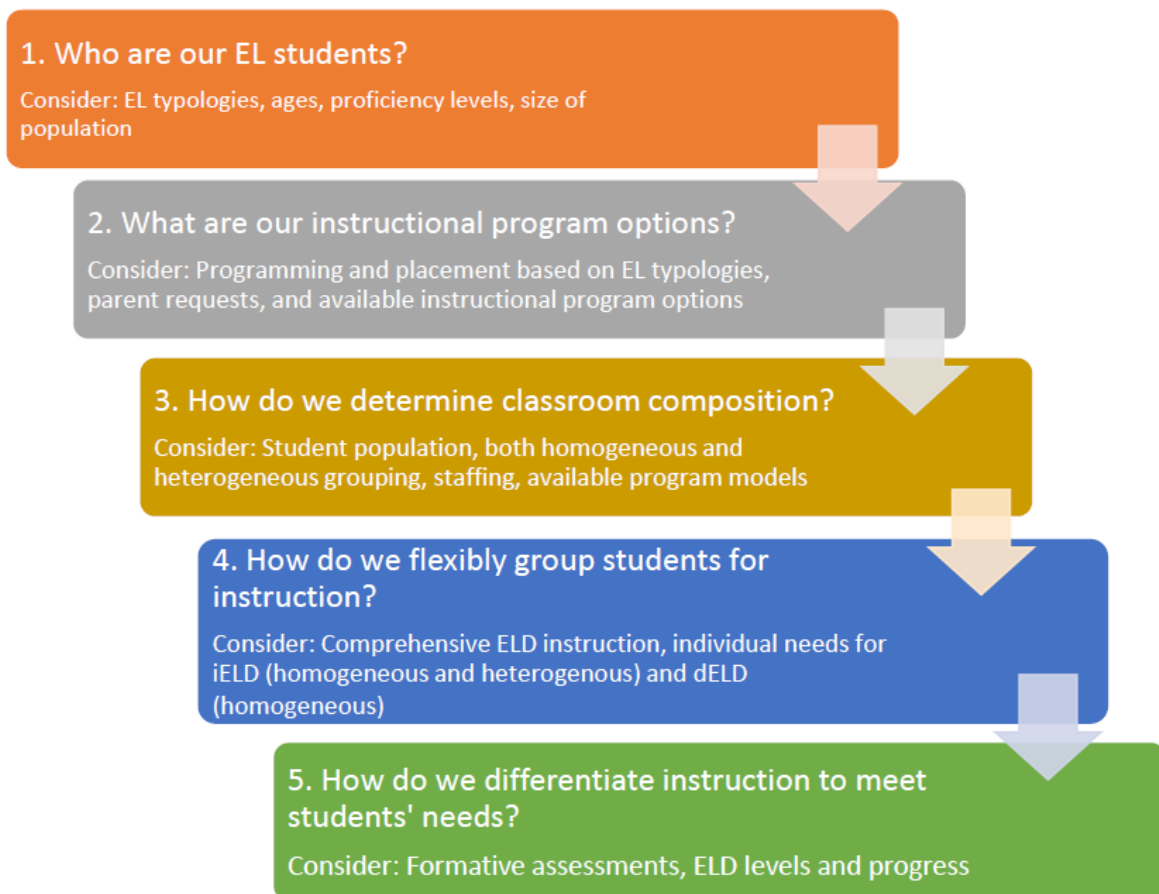 1. Who are our EL students?
Consider: EL typologies, ages, proficiency levels, size of
population
2. What are our instructional program options?
Consider: Programming and placement based on EL typologies,
parent requests, and available instructional program options
3. How do we determine classroom composition?
Consider: Student population, both homogeneous and
heterogeneous grouping, staffing, available program models
4. How do we flexibly group students for
instruction?
Consider: Comprehensive ELD instruction, individual needs for
iELD (homogeneous and heterogenous) and dELD
(homogeneous)
5. How do we differentiate instruction to meet
students' needs?
Consider: Formative assessments, ELD levels and progress